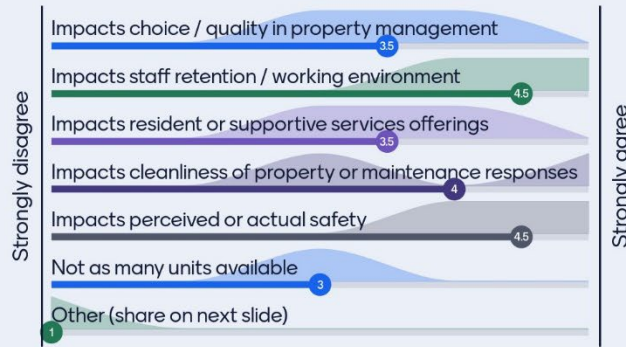 Strongly disagree
Impacts choice / quality in property management
3.5
Impacts staff retention / working environment
4.5
Impacts resident or supportive services offerings
3.5
Impacts cleanliness of property or maintenance responses
4
Impacts perceived or actual safety
4.5
Not as many units available
3
Other (share on next slide)
1
Strongly agree